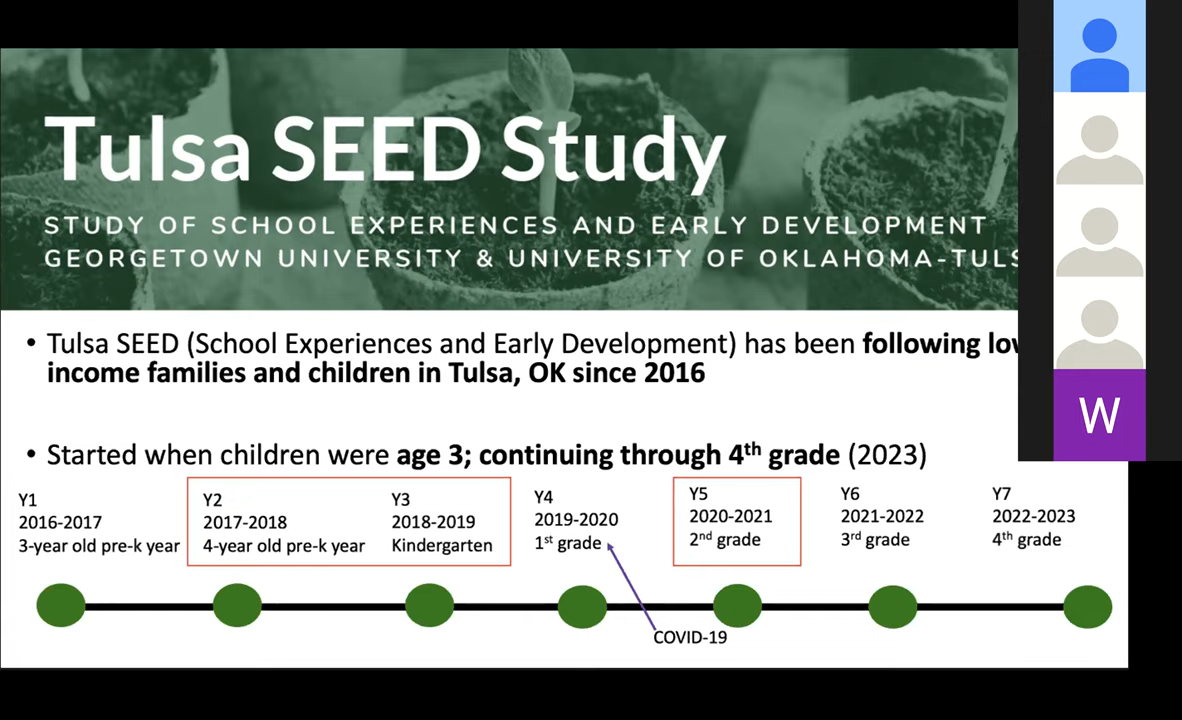 Tulsa SEED Study
STUDY OF SCHOOL EXPERIENCES AND EARLY DEVELOPMENT
GEORGETOWN UNIVERSITY & UNIVERSITY OF OKLAHOMA-TULS
• Tulsa SEED (School Experiences and Early Development) has been following
income families and children in Tulsa, OK since 2016
• Started when children were age 3; continuing through 4th grade (2023)
Y1
2016-2017
3-year old pre-k year
Y2
2017-2018
4-year old pre-k year
Y3
2018-2019
Kindergarten
Y4
2019-2020
1st grade
Y5
2020-2021
2nd grade
Y6
2021-2022
3rd grade
Y7
2022-2023
4th grade
COVID-19
W